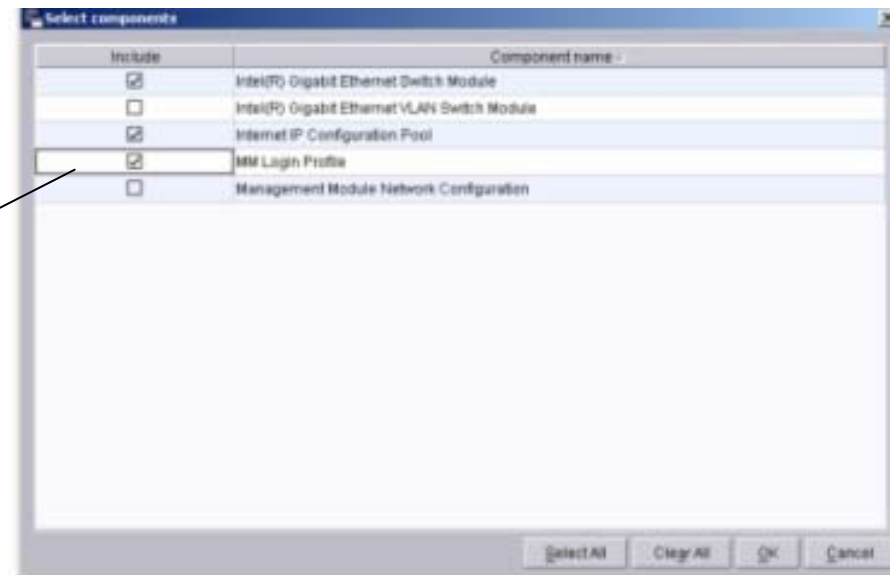 Select components
Include Component name
Intel(R) Gigabit Ethernet Switch Module
Intel(R) Gigabit Ethernet VLAN Switch Module
Internet IP Configuration Pool
MM Login Profile
Management Module Network Configuration
Select All Clear All OK Cancel